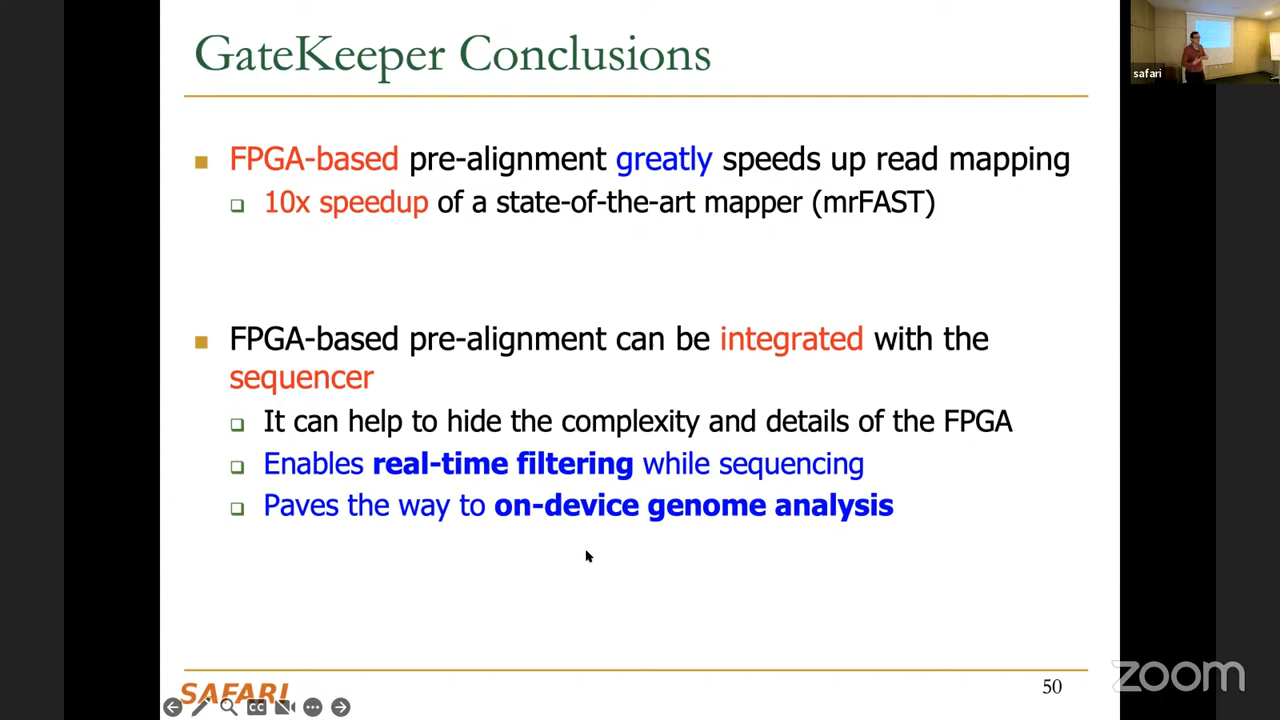 GateKeeper Conclusions
safari
FPGA-based pre-alignment greatly speeds up read mapping
10x speedup of a state-of-the-art mapper (mrFAST)
FPGA-based pre-alignment can be integrated with the
sequencer
It can help to hide the complexity and details of the FPGA
Enables real-time filtering while sequencing
Paves the way to on-device genome analysis
SAFARI
CC
50
zoom